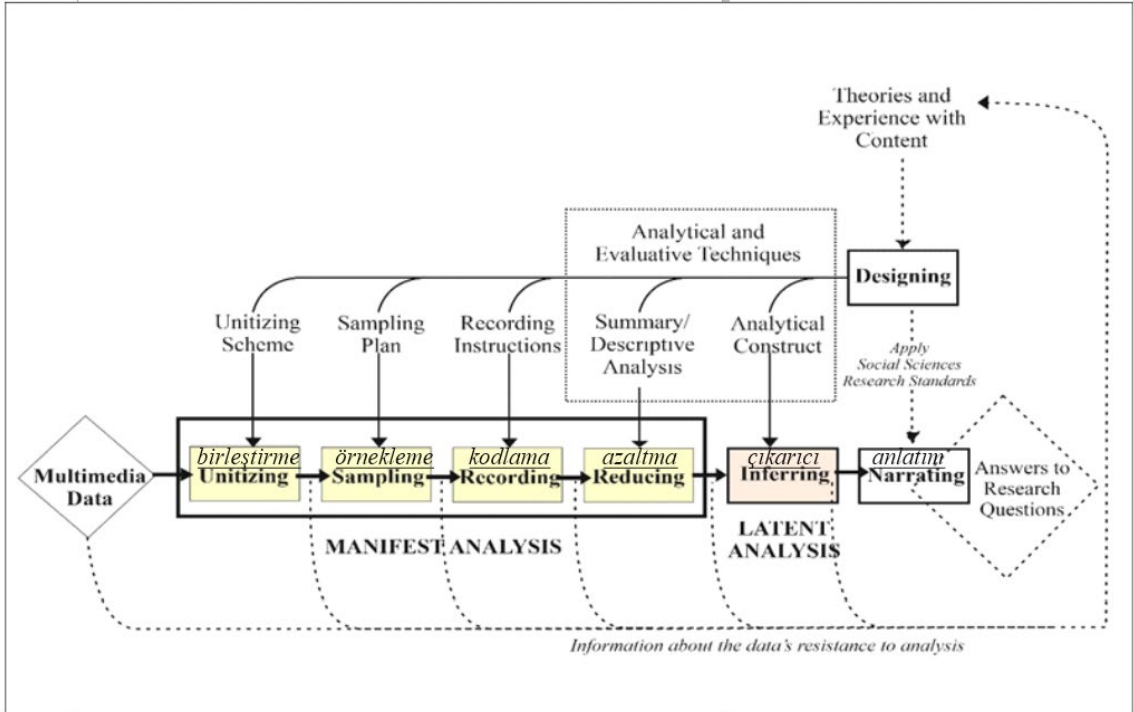 Theories and
Experience with
Content
Analytical and
Evaluative Techniques
Designing
Unitizing
Scheme
Sampling
Plan
Recording
Instructions
Summary/
Descriptive
Analysis
Analytical
Construct
Apply
Social Sciences
Research Standards
Multimedia
Data
birleştirme
Unitizing
örnekleme
Sampling
kodlama
Recording
azaltma
Reducing
çıkarıcı
Inferring
anlatım
Narrating
Answers to
Research
Questions
MANIFEST ANALYSIS
LATENT
ANALYSIS
Information about the data's resistance to analysis